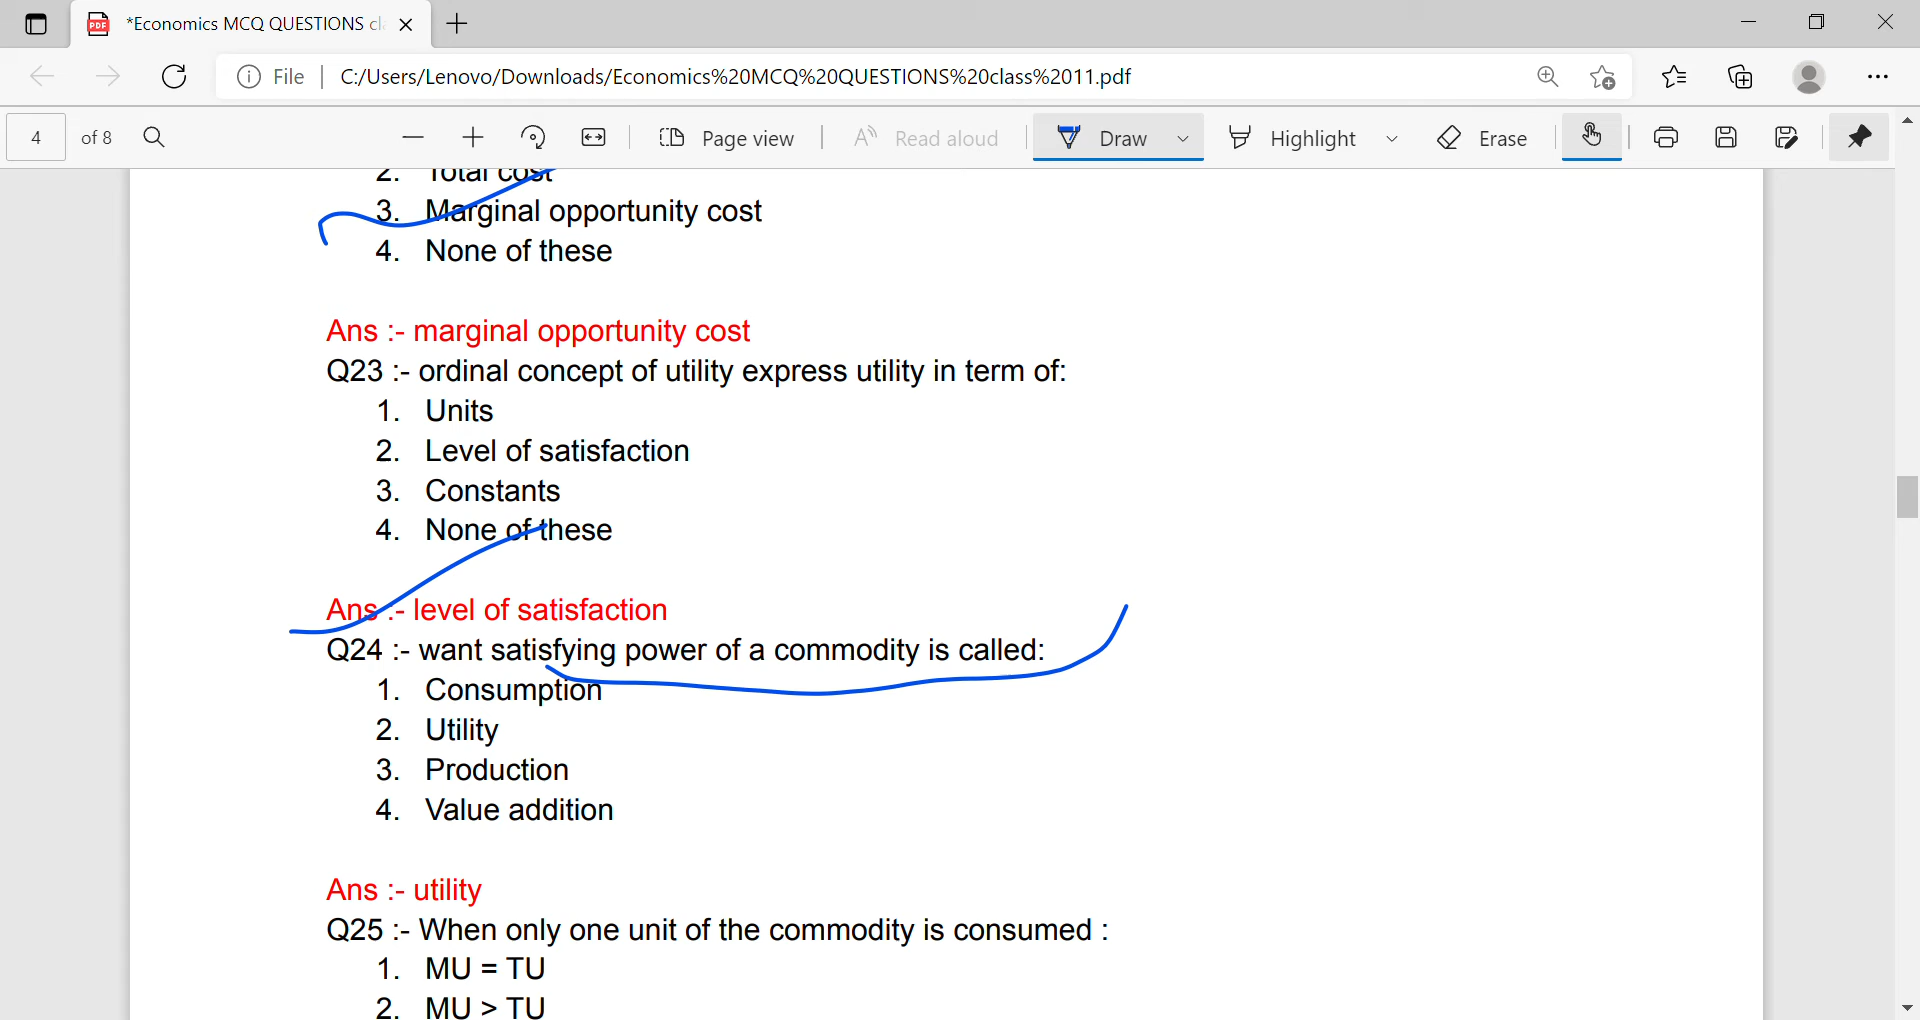 *Economics MCQ QUESTIONS cl
File
C:/Users/Lenovo/Downloads/Economics%20MCQ%20QUESTIONS%20class%2011.pdf
4 of 8
Page view
Read aloud
Draw
Highlight
Erase
2. Total cost
3. Marginal opportunity cost
4. None of these
Ans :- marginal opportunity cost
Q23 :- ordinal concept of utility express utility in term of:
1. Units
2. Level of satisfaction
3. Constants
4. None of these
Ans :- level of satisfaction
Q24 :- want satisfying power of a commodity is called:
1. Consumption
2. Utility
3. Production
4. Value addition
Ans :- utility
Q25 :- When only one unit of the commodity is consumed :
1. MU = TU
2. MU > TU